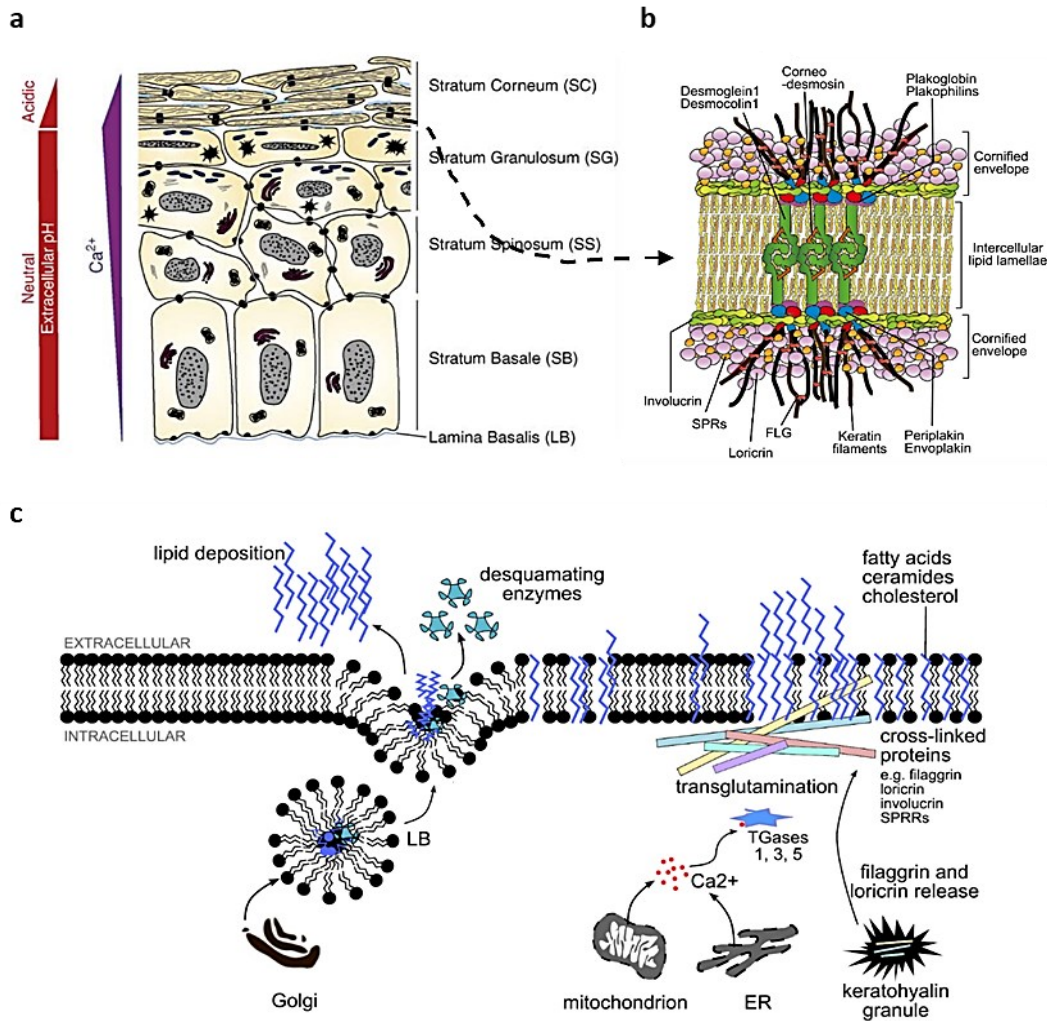 a
Acidic
Neutral
Extracellular pH
Ca²⁺
Stratum Corneum (SC)
Stratum Granulosum (SG)
Stratum Spinosum (SS)
Stratum Basale (SB)
Lamina Basalis (LB)
b
Desmoglein1
Desmocolin1
Corneo
-desmosin
Plakoglobin
Plakophilins
Cornified
envelope
Intercellular
lipid lamellae
Cornified
envelope
Involucrin
SPRs
Loricrin
FLG
Keratin
filaments
Periplakin
Envoplakin
c
lipid deposition
desquamating
enzymes
fatty acids
ceramides
cholesterol
EXTRACELLULAR
INTRACELLULAR
LB
Golgi
cross-linked
proteins
e.g. filaggrin
loricrin
involucrin
SPRRs
transglutamination
TGases
1, 3, 5
Ca2+
filaggrin and
loricrin release
mitochondrion
ER
keratohyalin
granule